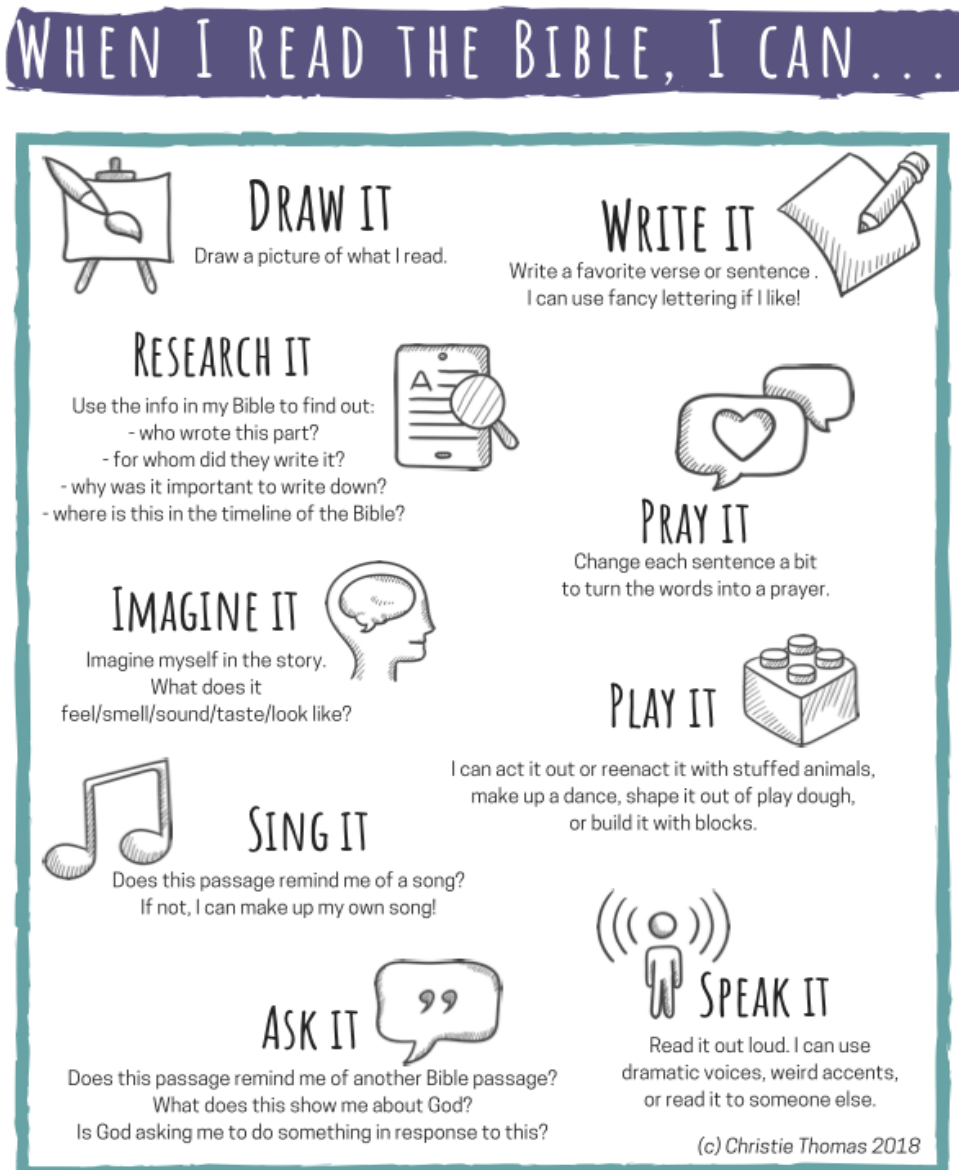 WHEN I READ THE BIBLE, I CAN...
DRAW IT
Draw a picture of what I read.
WRITE IT
Write a favorite verse or sentence .
I can use fancy lettering if I like!
RESEARCH IT
Use the info in my Bible to find out:
- who wrote this part?
- for whom did they write it?
- why was it important to write down?
- where is this in the timeline of the Bible?
A
PRAY IT
Change each sentence a bit
to turn the words into a prayer.
IMAGINE IT
Imagine myself in the story.
What does it
feel/smell/sound/taste/look like?
PLAY IT
I can act it out or reenact it with stuffed animals,
make up a dance, shape it out of play dough,
or build it with blocks.
SING IT
Does this passage remind me of a song?
If not, I can make up my own song!
ASK IT
Does this passage remind me of another Bible passage?
What does this show me about God?
Is God asking me to do something in response to this?
SPEAK IT
Read it out loud. I can use
dramatic voices, weird accents,
or read it to someone else.
(c) Christie Thomas 2018